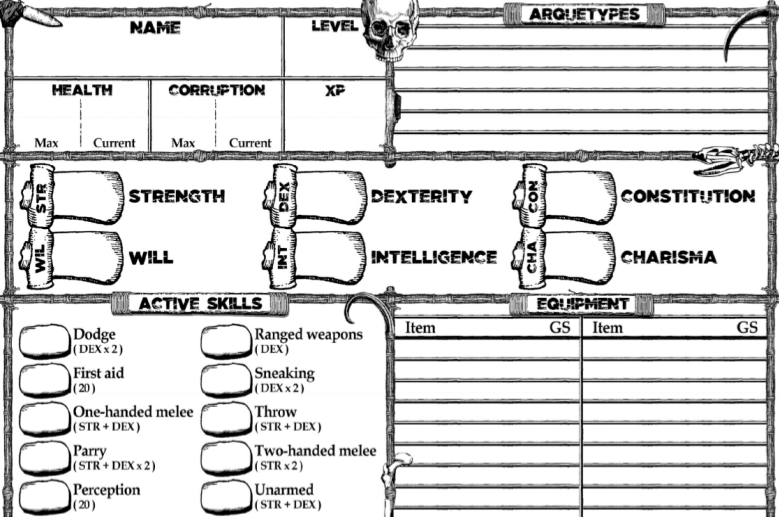 NAME
LEVEL
ARQUETYPES
HEALTH
CORRUPTION
XP
Max Current
Max Current
STR STRENGTH
DEX DEXTERITY
CON CONSTITUTION
WIL WILL
INT INTELLIGENCE
CHA CHARISMA
ACTIVE SKILLS
Dodge
(DEX x 2)
First aid
(20)
One-handed melee
(STR + DEX)
Parry
(STR + DEX x 2)
Perception
(20)
Ranged weapons
(DEX)
Sneaking
(DEX x 2)
Throw
(STR + DEX)
Two-handed melee
(STR x 2)
Unarmed
(STR + DEX)
EQUIPMENT
Item GS Item GS